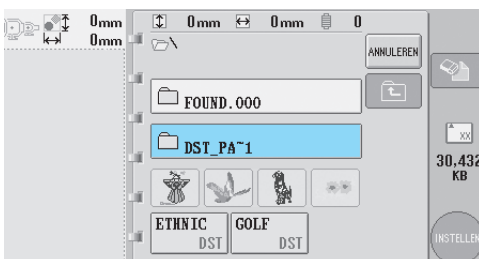 0mm
0mm
0mm 0mm 0
\
ANNULEREN
FOUND.000
DST_PA~1
XX
30,432
KB
ETHNIC
DST
GOLF
DST
INSTELLEN